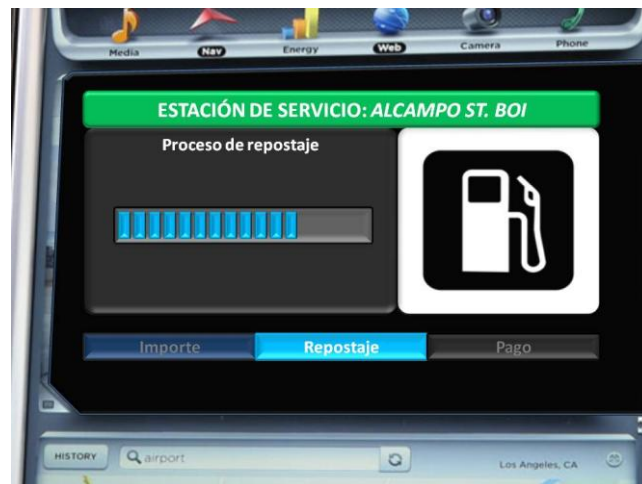 Media Nav Energy Web Camera Phone
ESTACIÓN DE SERVICIO: ALCAMPO ST. BOI
Proceso de repostaje
Importe Repostaje Pago
HISTORY airport Los Angeles, CA